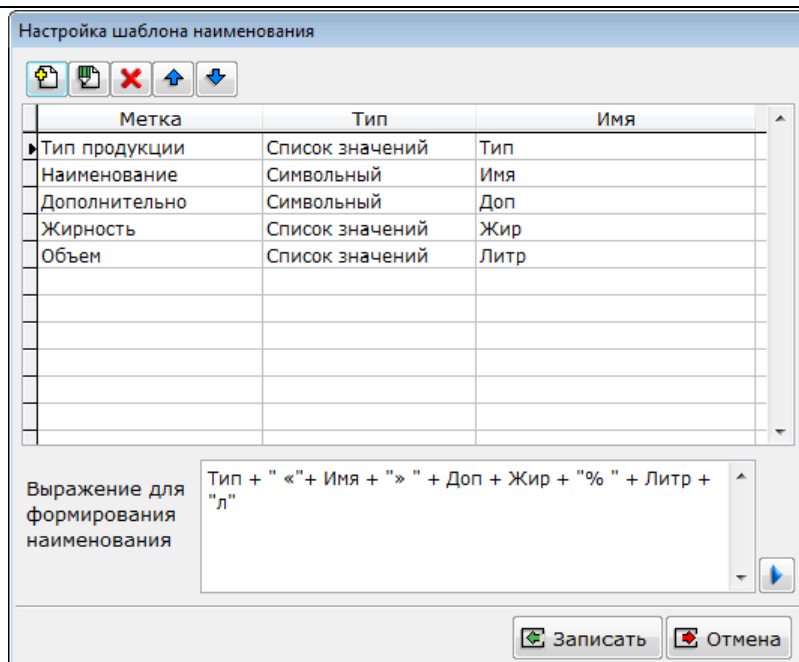 Настройка шаблона наименования
Метка Тип Имя
Тип продукции Список значений Тип
Наименование Символьный Имя
Дополнительно Символьный Доп
Жирность Список значений Жир
Объем Список значений Литр
Выражение для
формирования
наименования
Тип + " «"+ Имя + "» " + Доп + Жир + "% " + Литр +
"л"
Записать Отмена